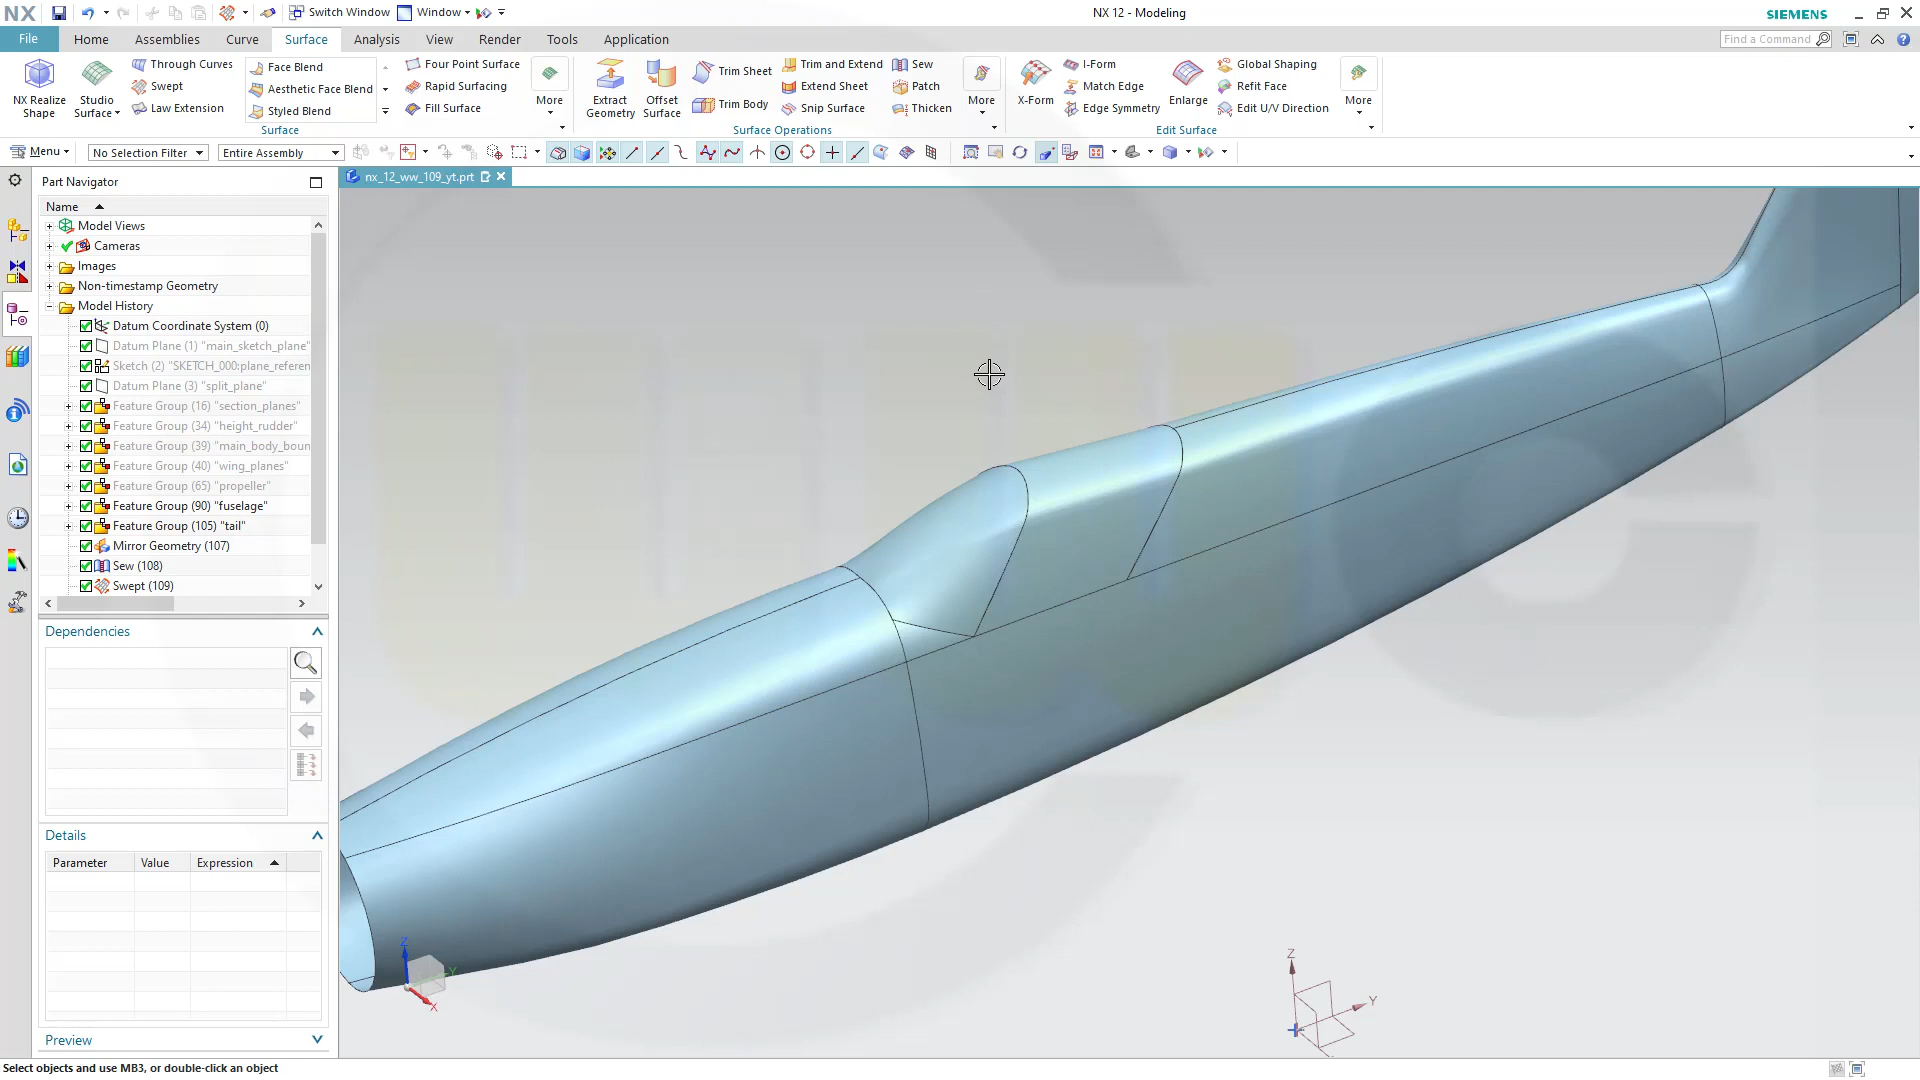 NX
Switch Window
Window
NX 12 - Modeling
SIEMENS
File
Home
Assemblies
Curve
Surface
Analysis
View
Render
Tools
Application
Find a Command
NX Realize
Shape
Studio
Surface
Through Curves
Swept
Law Extension
Face Blend
Aesthetic Face Blend
Styled Blend
Four Point Surface
Rapid Surfacing
Fill Surface
More
Surface
Extract
Geometry
Offset
Surface
Trim Sheet
Trim Body
Trim and Extend
Extend Sheet
Snip Surface
Sew
Patch
Thicken
More
Surface Operations
X-Form
I-Form
Match Edge
Edge Symmetry
Enlarge
Global Shaping
Refit Face
Edit U/V Direction
More
Edit Surface
Menu
No Selection Filter
Entire Assembly
Part Navigator
nx_12_ww_109_yt.prt
Name
Model Views
Cameras
Images
Non-timestamp Geometry
Model History
Datum Coordinate System (0)
Datum Plane (1) "main_sketch_plane"
Sketch (2) "SKETCH_000:plane_referen
Datum Plane (3) "split_plane"
Feature Group (16) "section_planes"
Feature Group (34) "height_rudder"
Feature Group (39) "main_body_boun
Feature Group (40) "wing_planes"
Feature Group (65) "propeller"
Feature Group (90) "fuselage"
Feature Group (105) "tail"
Mirror Geometry (107)
Sew (108)
Swept (109)
Dependencies
Details
Parameter
Value
Expression
Preview
Z
Y
X
Z
Y
Select objects and use MB3, or double-click an object